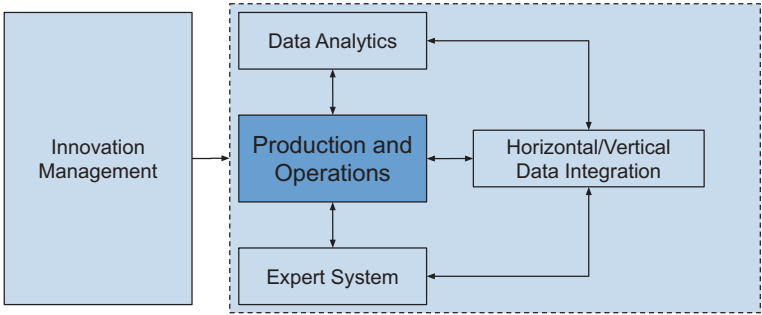 Data Analytics
Innovation
Management
Production and
Operations
Horizontal/Vertical
Data Integration
Expert System